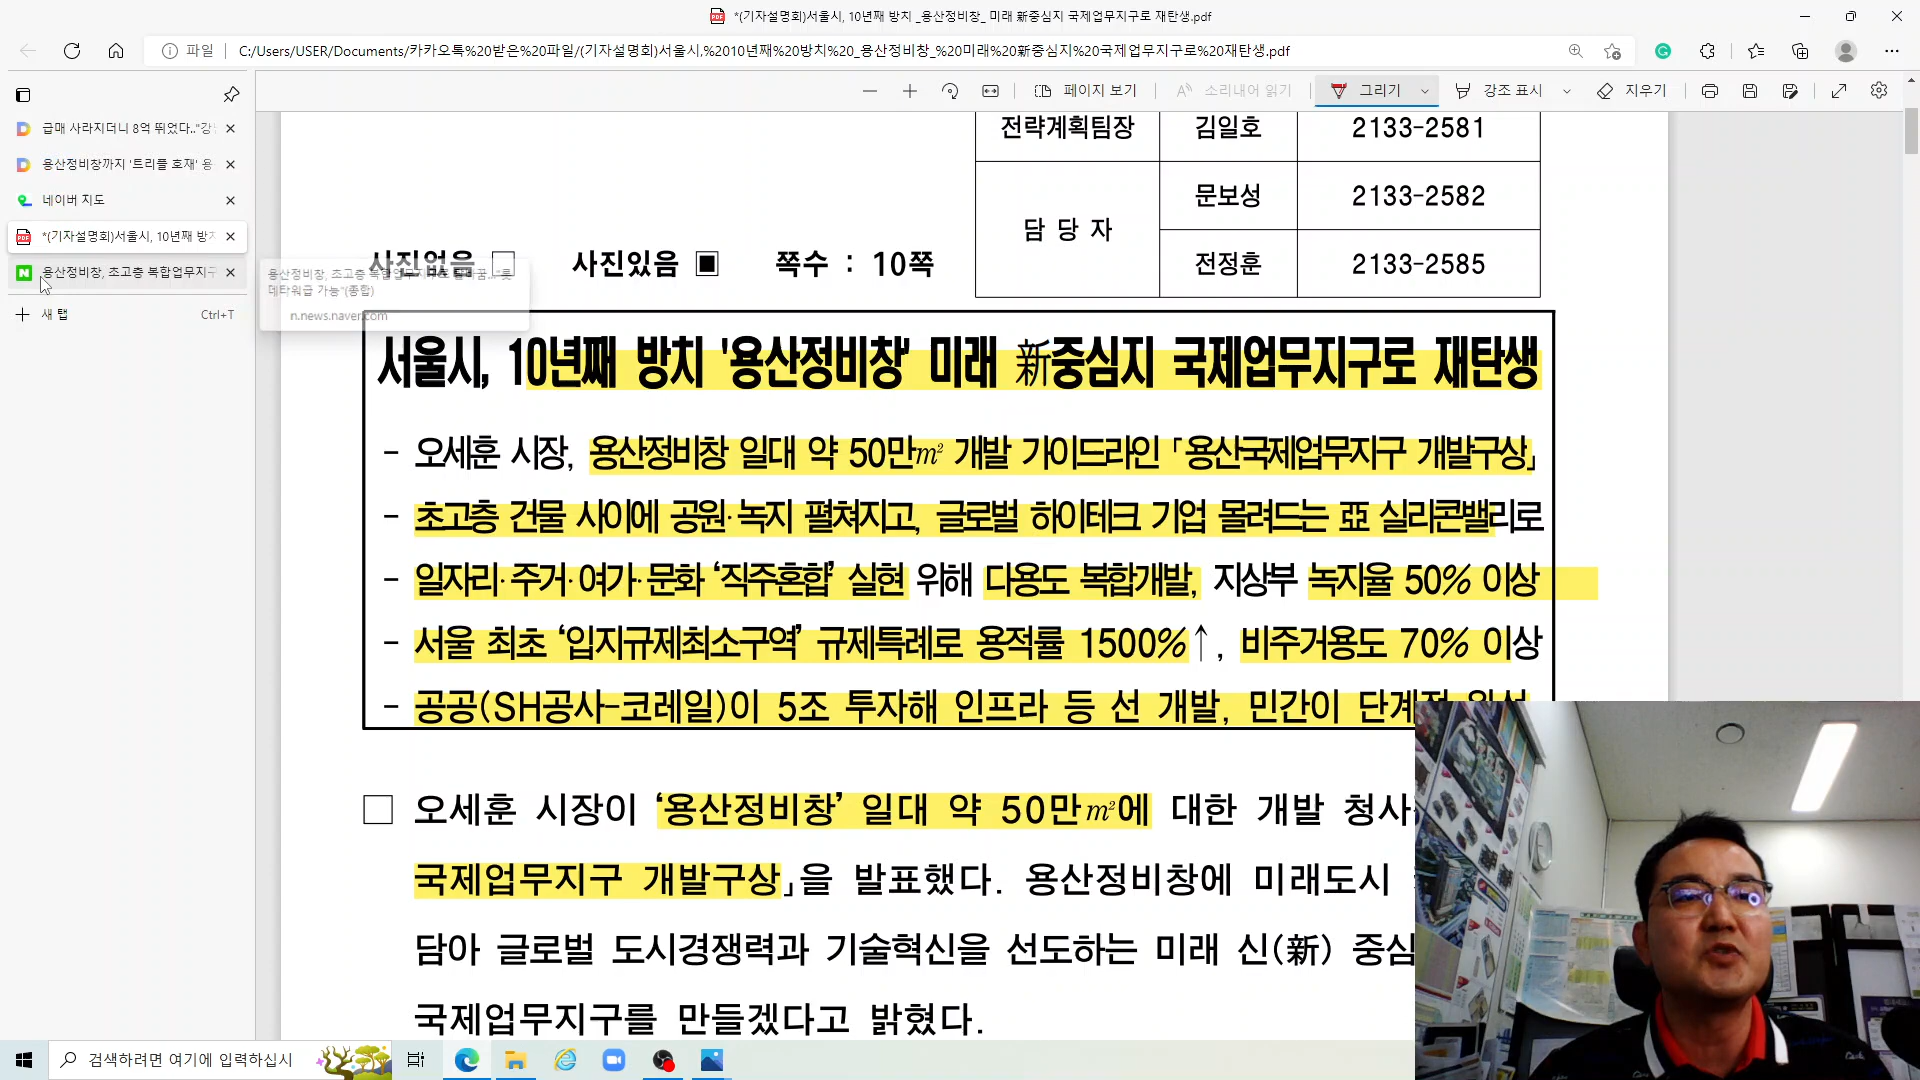 *(기자설명회)서울시, 10년째 방치 _용산정비창_ 미래 新중심지 국제업무지구로 재탄생.pdf
파일
C:/Users/USER/Documents/카카오톡%20받은%20파일/(기자설명회)서울시,%2010년째%20방치%20_용산정비창_%20미래%20新중심지%20국제업무지구로%20재탄생.pdf
페이지 보기
소리내어 읽기
그리기
강조 표시
지우기
급매 사라지더니 8억 뛰었다.."강
용산정비창까지 '트리플 호재' 용
네이버 지도
*(기자설명회)서울시, 10년째 방치
용산정비창, 초고층 복합업무지구
새 탭 Ctrl+T
n.news.naver.com
전략계획팀장 김일호 2133-2581
담 당 자
문보성 2133-2582
전정훈 2133-2585
사진없음 □ 사진있음 ▣ 쪽수 : 10쪽
서울시, 10년째 방치 '용산정비창' 미래 新중심지 국제업무지구로 재탄생
- 오세훈 시장, 용산정비창 일대 약 50만㎡ 개발 가이드라인 「용산국제업무지구 개발구상」
- 초고층 건물 사이에 공원·녹지 펼쳐지고, 글로벌 하이테크 기업 몰려드는 亞 실리콘밸리로
- 일자리·주거·여가·문화 '직주혼합' 실현 위해 다용도 복합개발, 지상부 녹지율 50% 이상
- 서울 최초 '입지규제최소구역' 규제특례로 용적률 1500%↑, 비주거용도 70% 이상
- 공공(SH공사-코레일)이 5조 투자해 인프라 등 선 개발, 민간이
□ 오세훈 시장이 '용산정비창' 일대 약 50만㎡에 대한 개발 청사
국제업무지구 개발구상」을 발표했다. 용산정비창에 미래도시
담아 글로벌 도시경쟁력과 기술혁신을 선도하는 미래 신(新) 중심
국제업무지구를 만들겠다고 밝혔다.
검색하려면 여기에 입력하십시